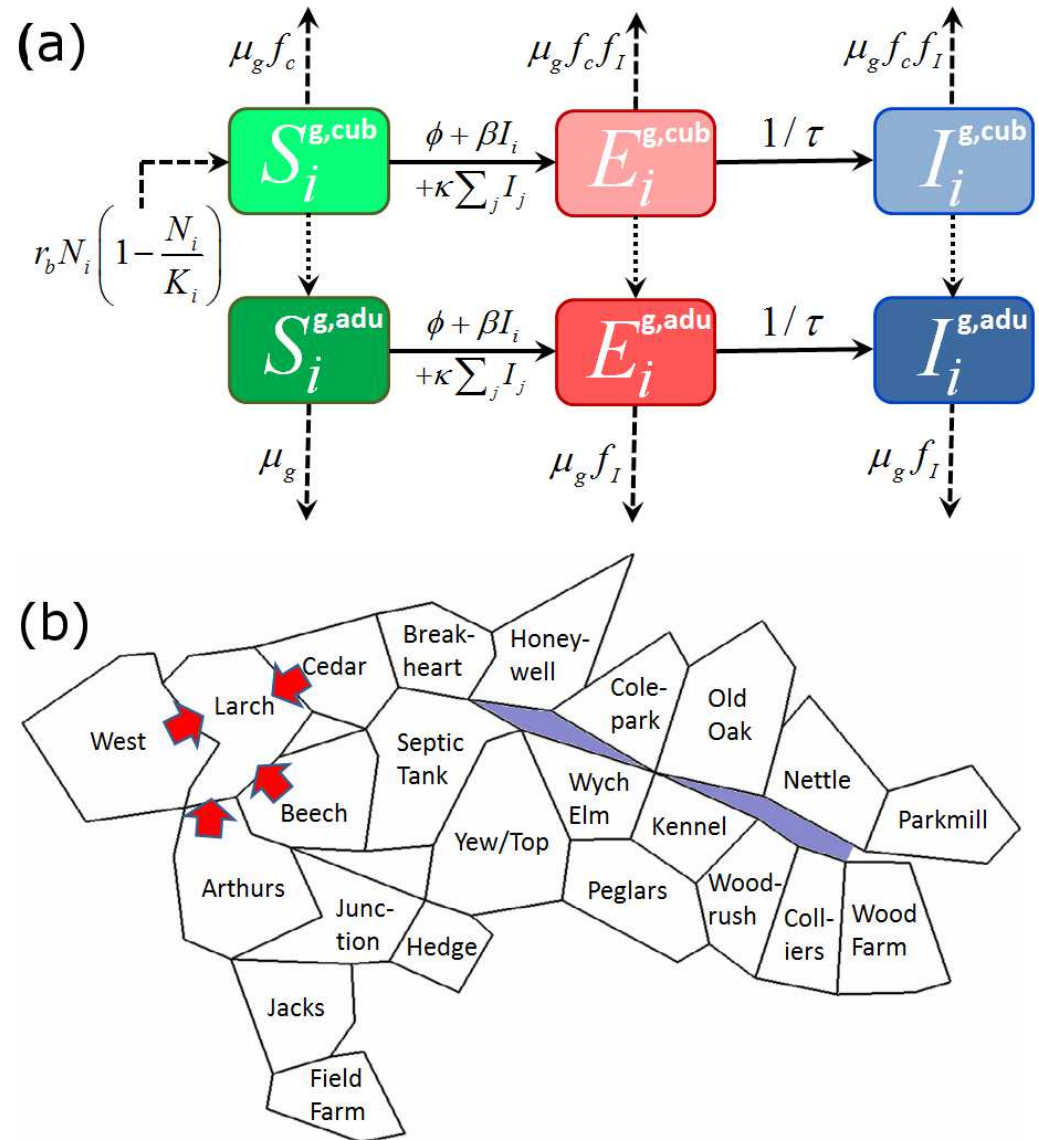 (a)
μ_g f_c
μ_g f_c f_I
μ_g f_c f_I
S_i^{g,cub}
φ + βI_i
+κ∑_j I_j
E_i^{g,cub}
1/τ
I_i^{g,cub}
r_b N_i (1 − N_i/K_i)
S_i^{g,adu}
φ + βI_i
+κ∑_j I_j
E_i^{g,adu}
1/τ
I_i^{g,adu}
μ_g
μ_g f_I
μ_g f_I
(b)
West
Larch
Cedar
Break-
heart
Honey-
well
Cole-
park
Old
Oak
Nettle
Parkmill
Septic
Tank
Beech
Wych
Elm
Kennel
Yew/Top
Arthurs
Junc-
tion
Hedge
Peglars
Wood-
rush
Coll-
iers
Wood
Farm
Jacks
Field
Farm